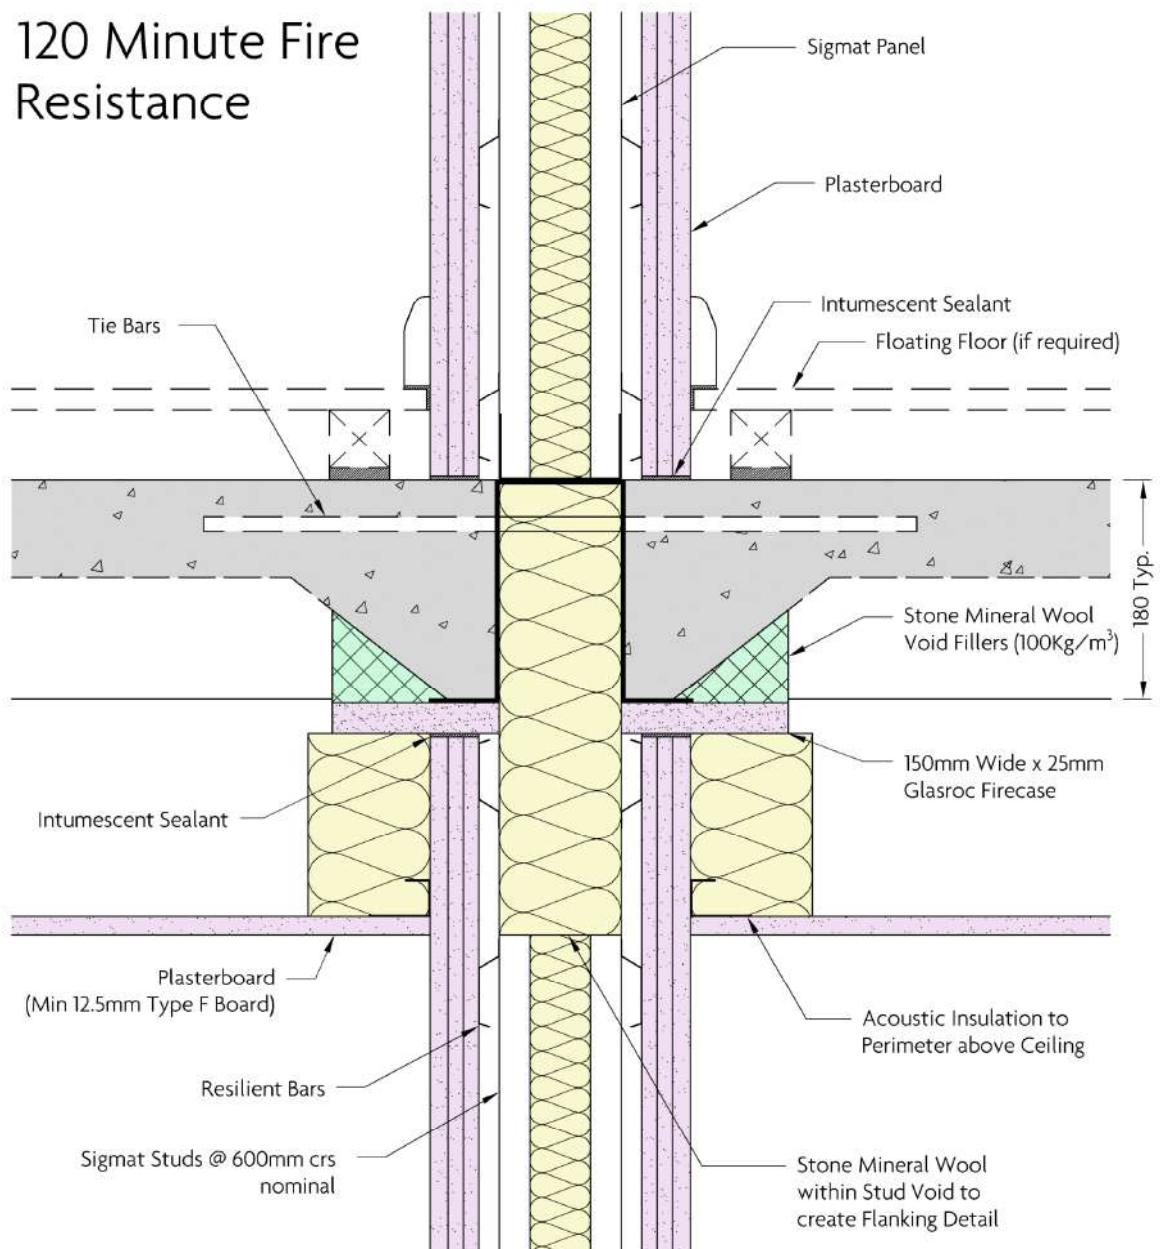 120 Minute Fire
Resistance
Sigmat Panel
Plasterboard
Intumescent Sealant
Tie Bars
Floating Floor (if required)
180 Typ.
Stone Mineral Wool
Void Fillers (100Kg/m³)
150mm Wide x 25mm
Glasroc Firecase
Intumescent Sealant
Plasterboard
(Min 12.5mm Type F Board)
Acoustic Insulation to
Perimeter above Ceiling
Resilient Bars
Sigmat Studs @ 600mm crs
nominal
Stone Mineral Wool
within Stud Void to
create Flanking Detail